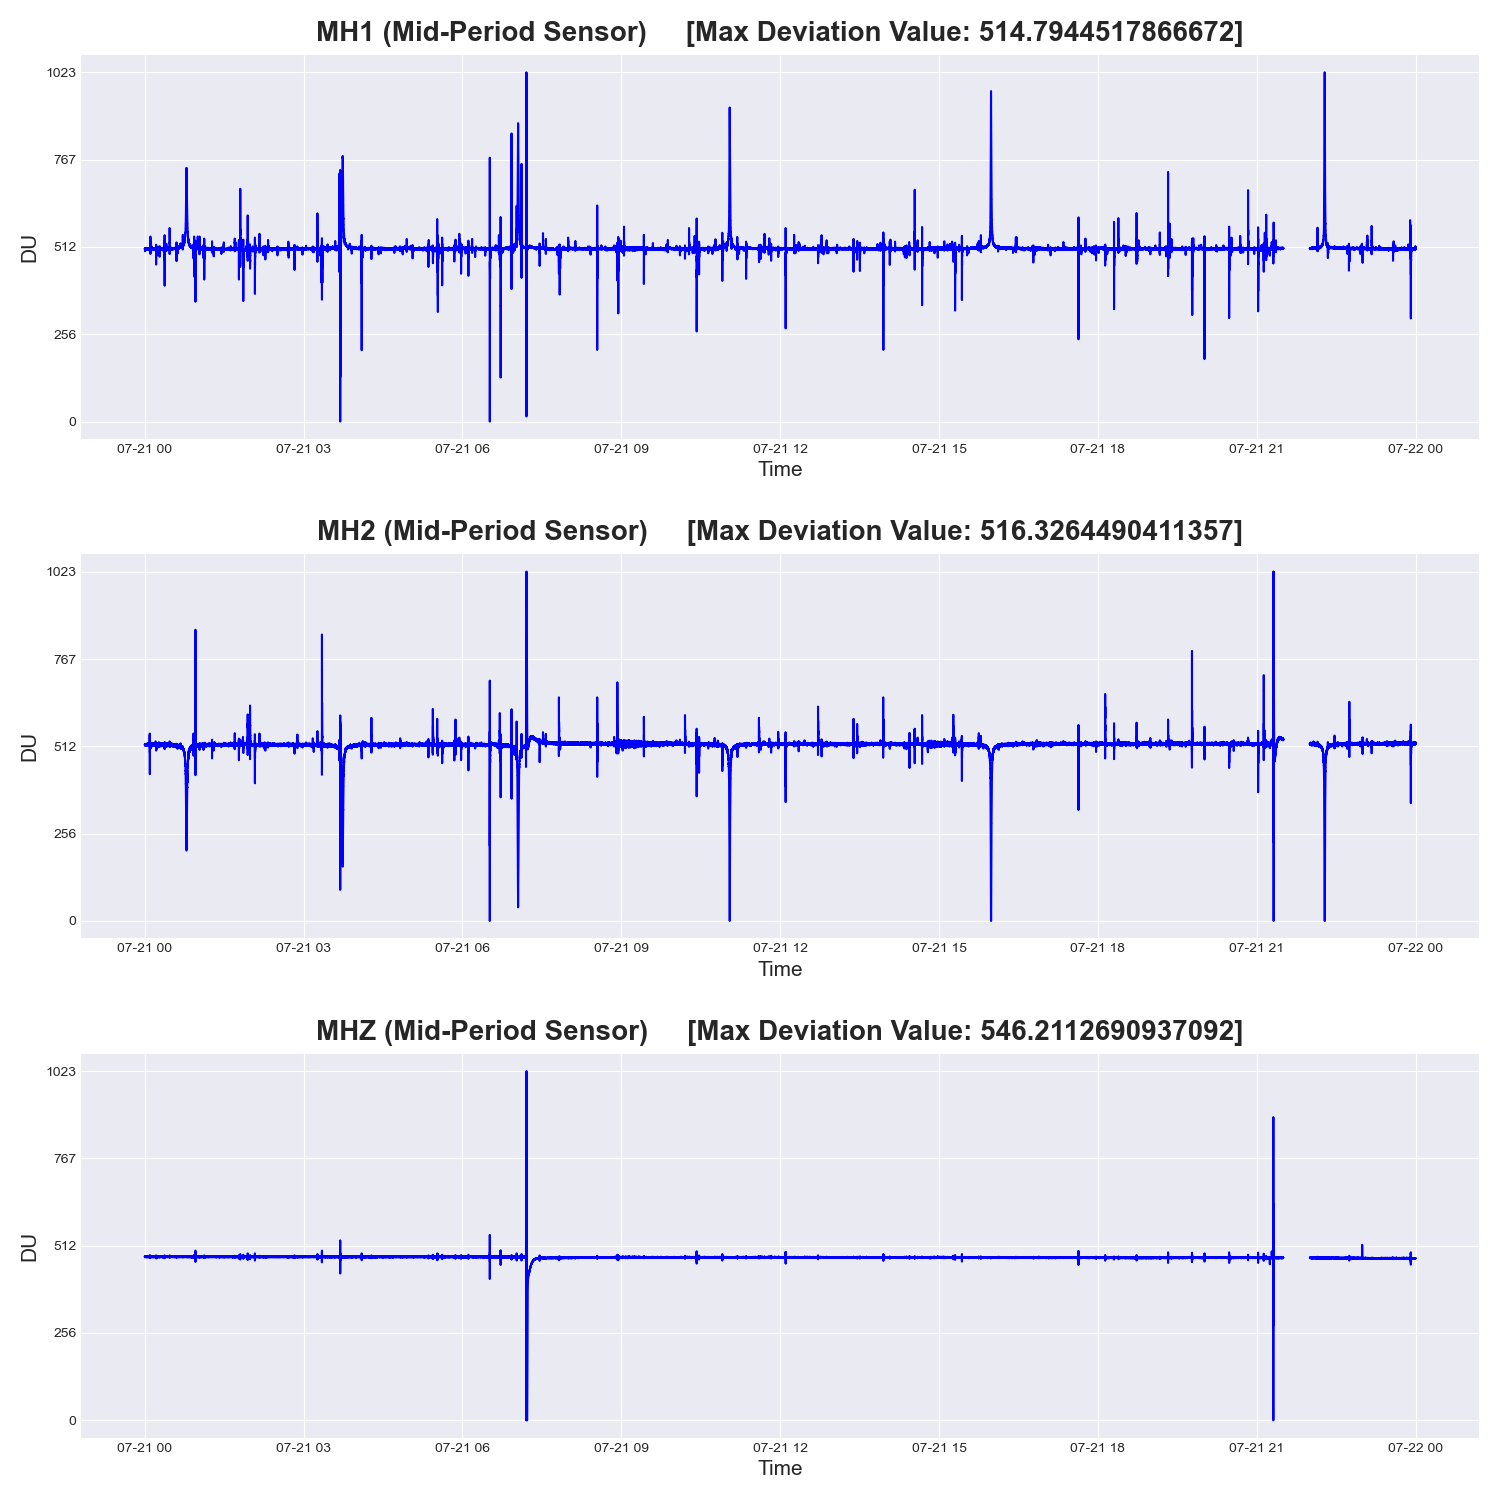 MH1 (Mid-Period Sensor) [Max Deviation Value: 514.7944517866672]
1023
767
512
256
0
DU
07-21 00 07-21 03 07-21 06 07-21 09 07-21 12 07-21 15 07-21 18 07-21 21 07-22 00
Time
MH2 (Mid-Period Sensor) [Max Deviation Value: 516.3264490411357]
1023
767
512
256
0
DU
07-21 00 07-21 03 07-21 06 07-21 09 07-21 12 07-21 15 07-21 18 07-21 21 07-22 00
Time
MHZ (Mid-Period Sensor) [Max Deviation Value: 546.2112690937092]
1023
767
512
256
0
DU
07-21 00 07-21 03 07-21 06 07-21 09 07-21 12 07-21 15 07-21 18 07-21 21 07-22 00
Time